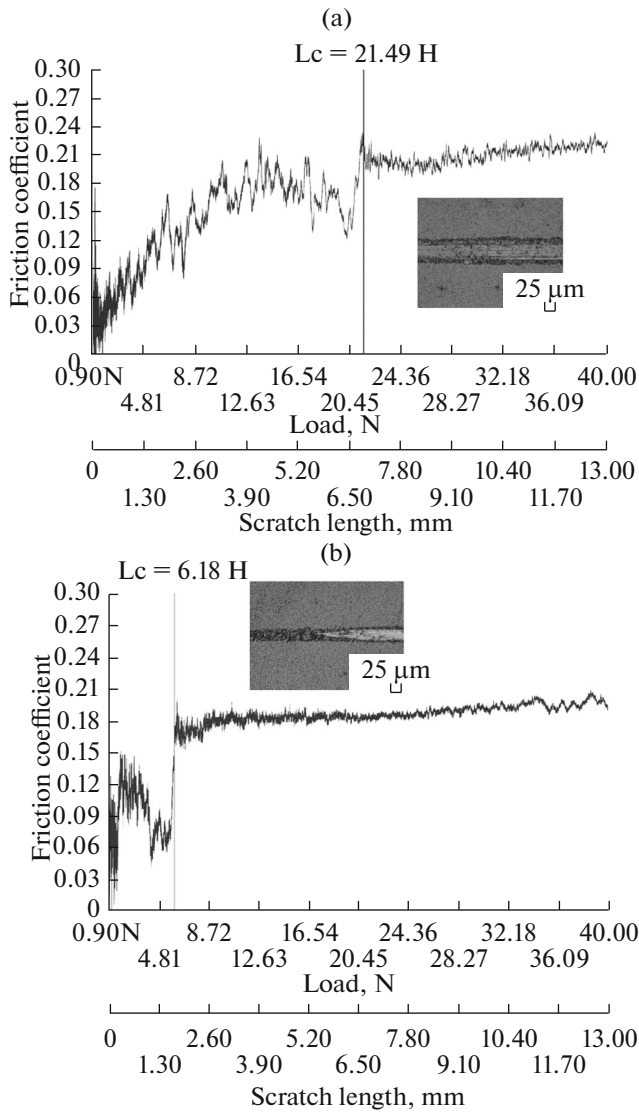 (a)
Lc = 21.49 H
0.30
0.27
0.24
0.21
0.18
0.15
0.12
0.09
0.06
0.03
0
Friction coefficient
25 μm
0.90N 8.72 16.54 24.36 32.18 40.00
4.81 12.63 20.45 28.27 36.09
Load, N
0 2.60 5.20 7.80 10.40 13.00
1.30 3.90 6.50 9.10 11.70
Scratch length, mm
(b)
Lc = 6.18 H
0.30
0.27
0.24
0.21
0.18
0.15
0.12
0.09
0.06
0.03
0
Friction coefficient
25 μm
0.90N 8.72 16.54 24.36 32.18 40.00
4.81 12.63 20.45 28.27 36.09
Load, N
0 2.60 5.20 7.80 10.40 13.00
1.30 3.90 6.50 9.10 11.70
Scratch length, mm